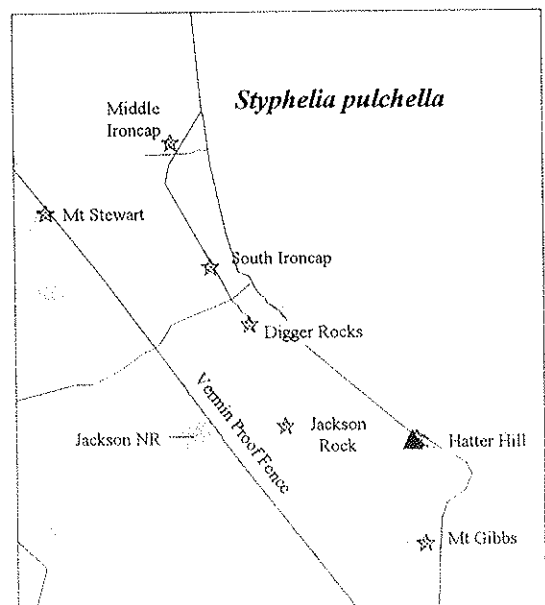 Styphelia pulchella
Middle
Ironcap
Mt Stewart
South Ironcap
Digger Rocks
Vermin Proof Fence
Jackson NR
Jackson
Rock
Hatter Hill
Mt Gibbs